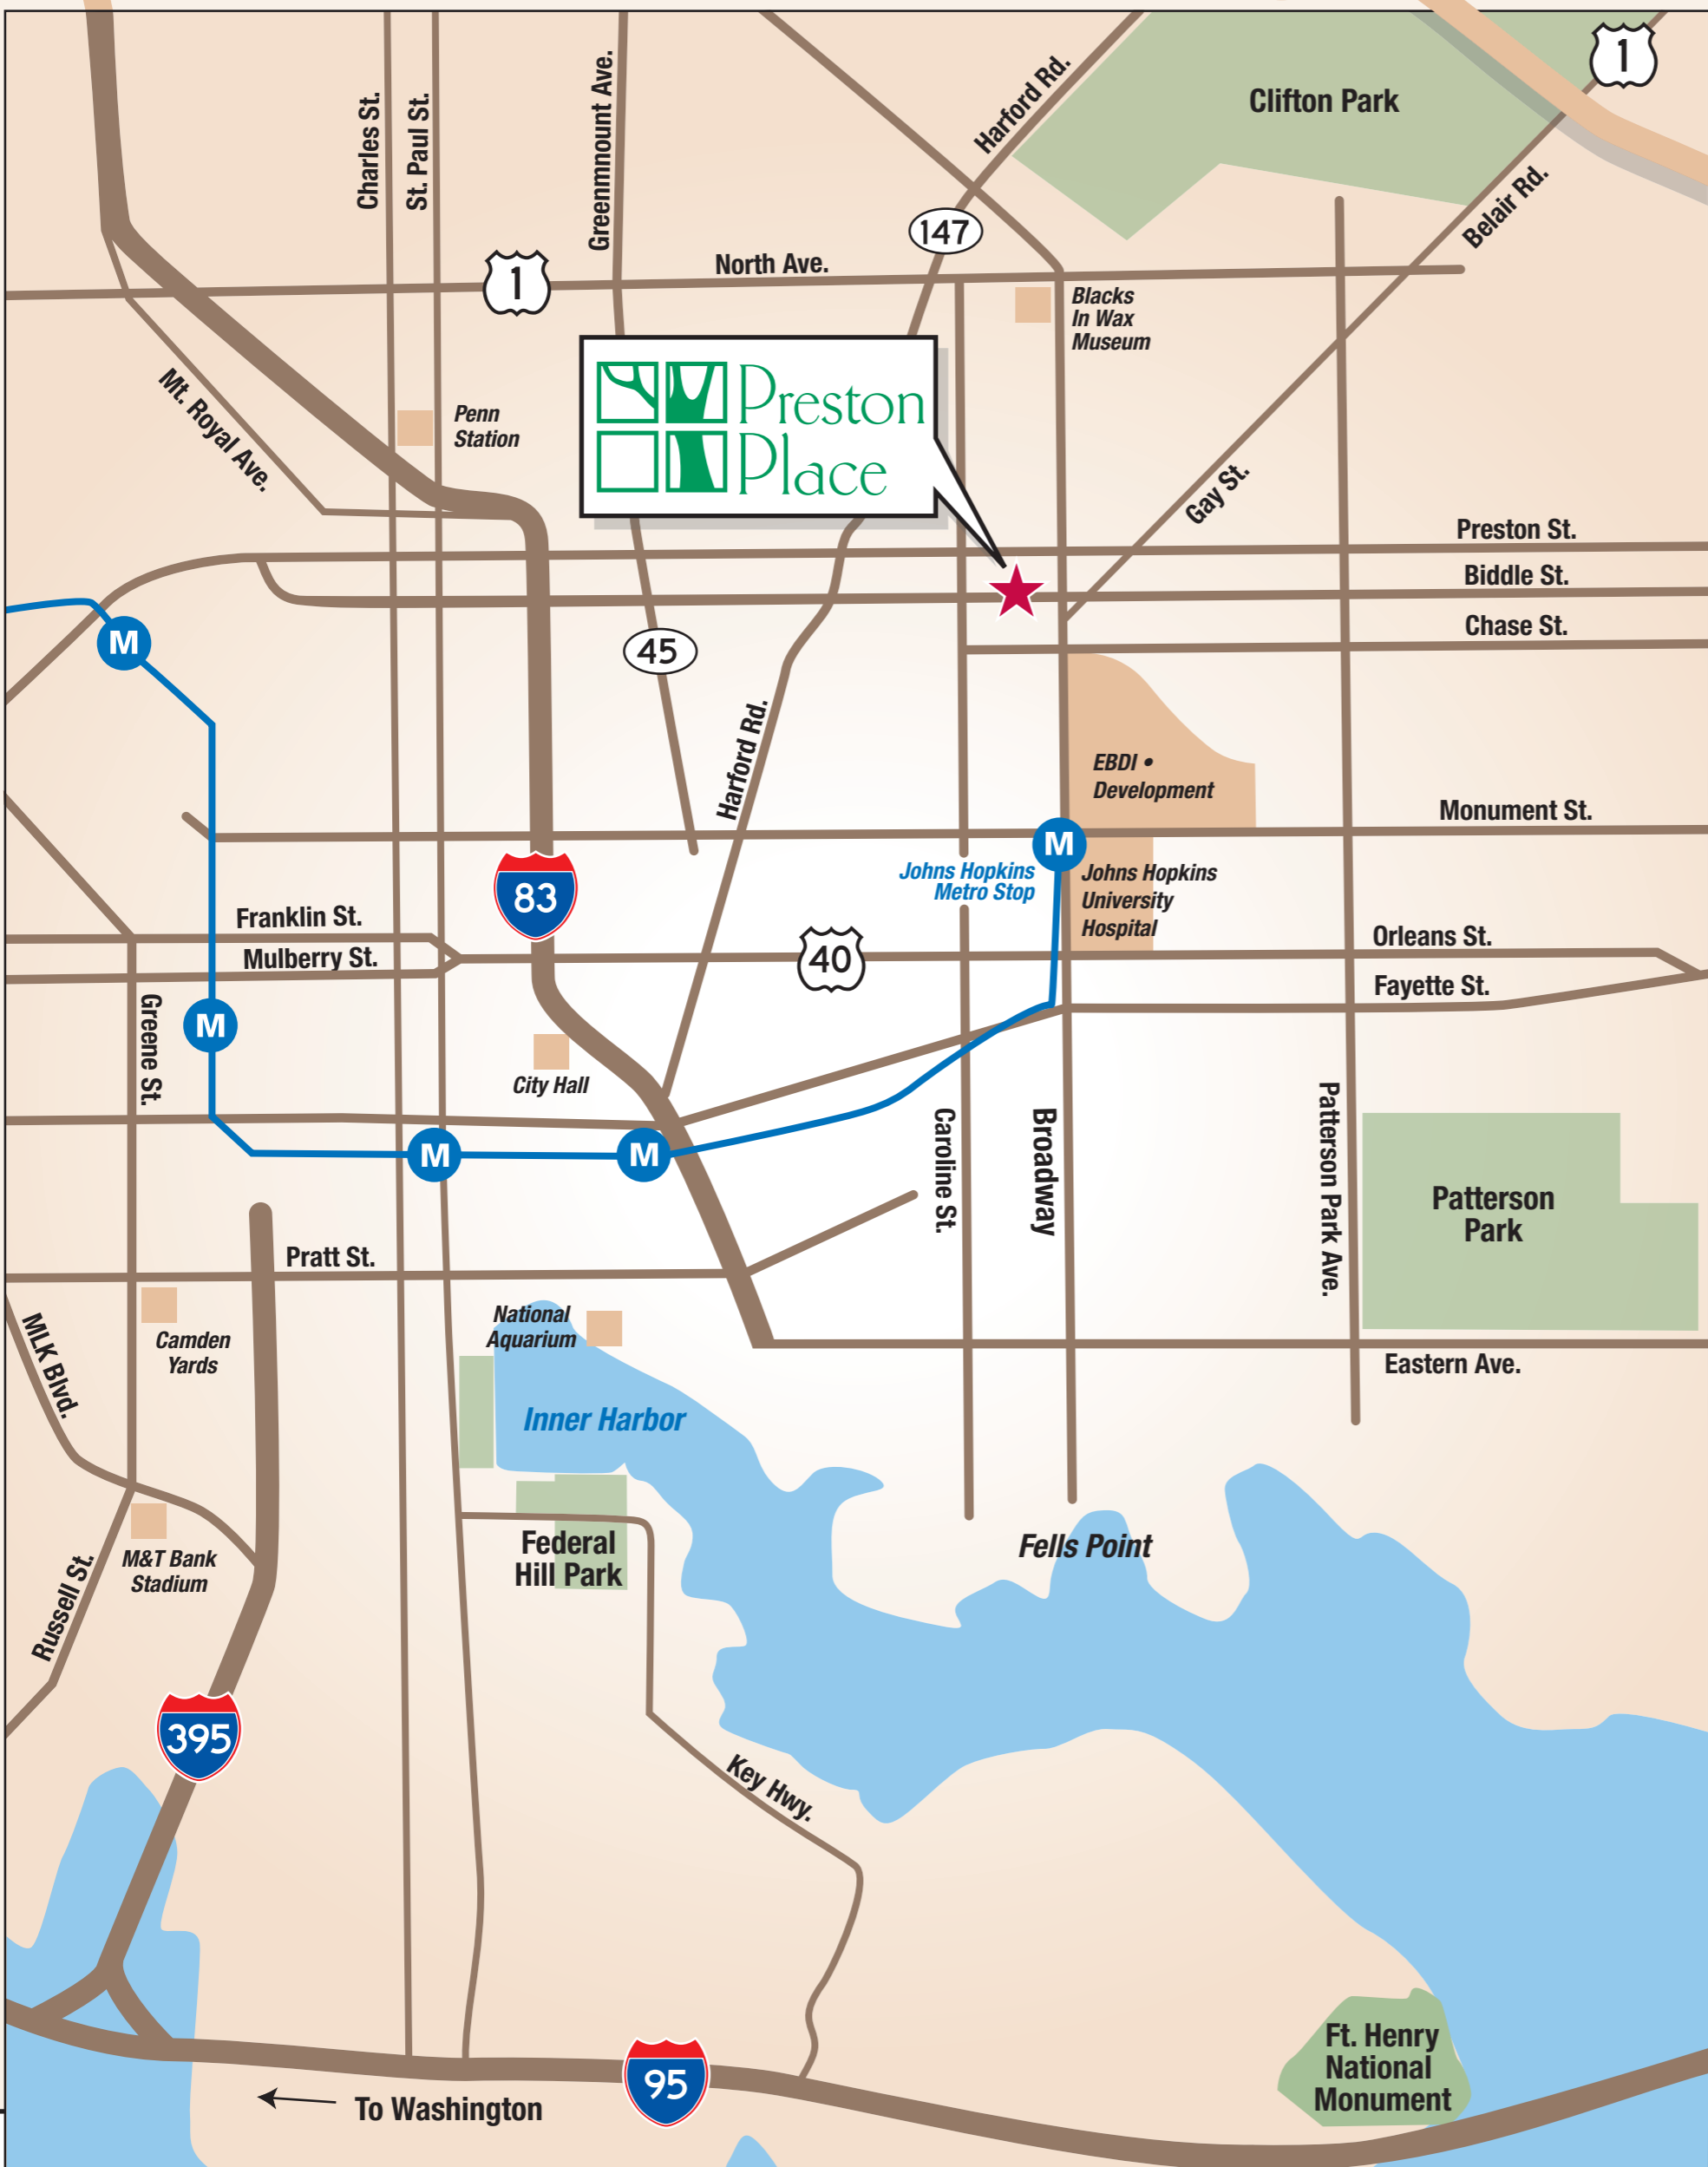 1
Clifton Park
Harford Rd.
Greenmnount Ave.
Charles St.
St. Paul St.
Belair Rd.
147
North Ave.
1
Blacks
In Wax
Museum
Preston
Place
Mt. Royal Ave.
Penn
Station
Gay St.
Preston St.
Biddle St.
Chase St.
M
45
Harford Rd.
EBDI •
Development
Monument St.
M
Johns Hopkins
Metro Stop
Johns Hopkins
University
Hospital
83
Franklin St.
Mulberry St.
40
Orleans St.
Fayette St.
Greene St.
M
City Hall
Caroline St.
Broadway
Patterson Park Ave.
M
M
Patterson
Park
Pratt St.
MLK Blvd.
Camden
Yards
National
Aquarium
Eastern Ave.
Inner Harbor
Federal
Hill Park
Fells Point
M&T Bank
Stadium
Russell St.
395
Key Hwy.
Ft. Henry
National
Monument
95
To Washington